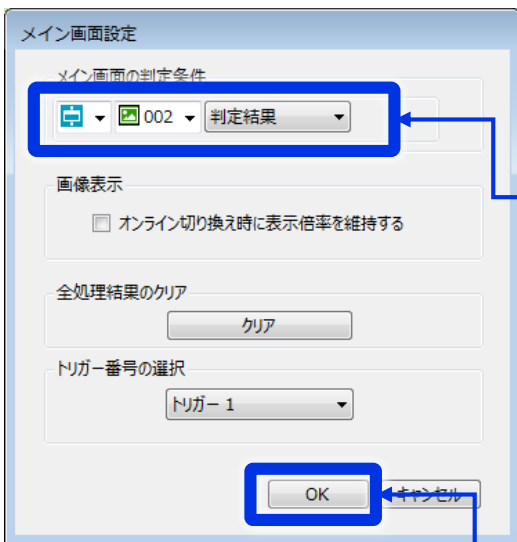 メイン画面設定
メイン画面の判定条件
002 判定結果
画像表示
オンライン切り換え時に表示倍率を維持する
全処理結果のクリア
クリア
トリガー番号の選択
トリガー 1
OK キャンセル